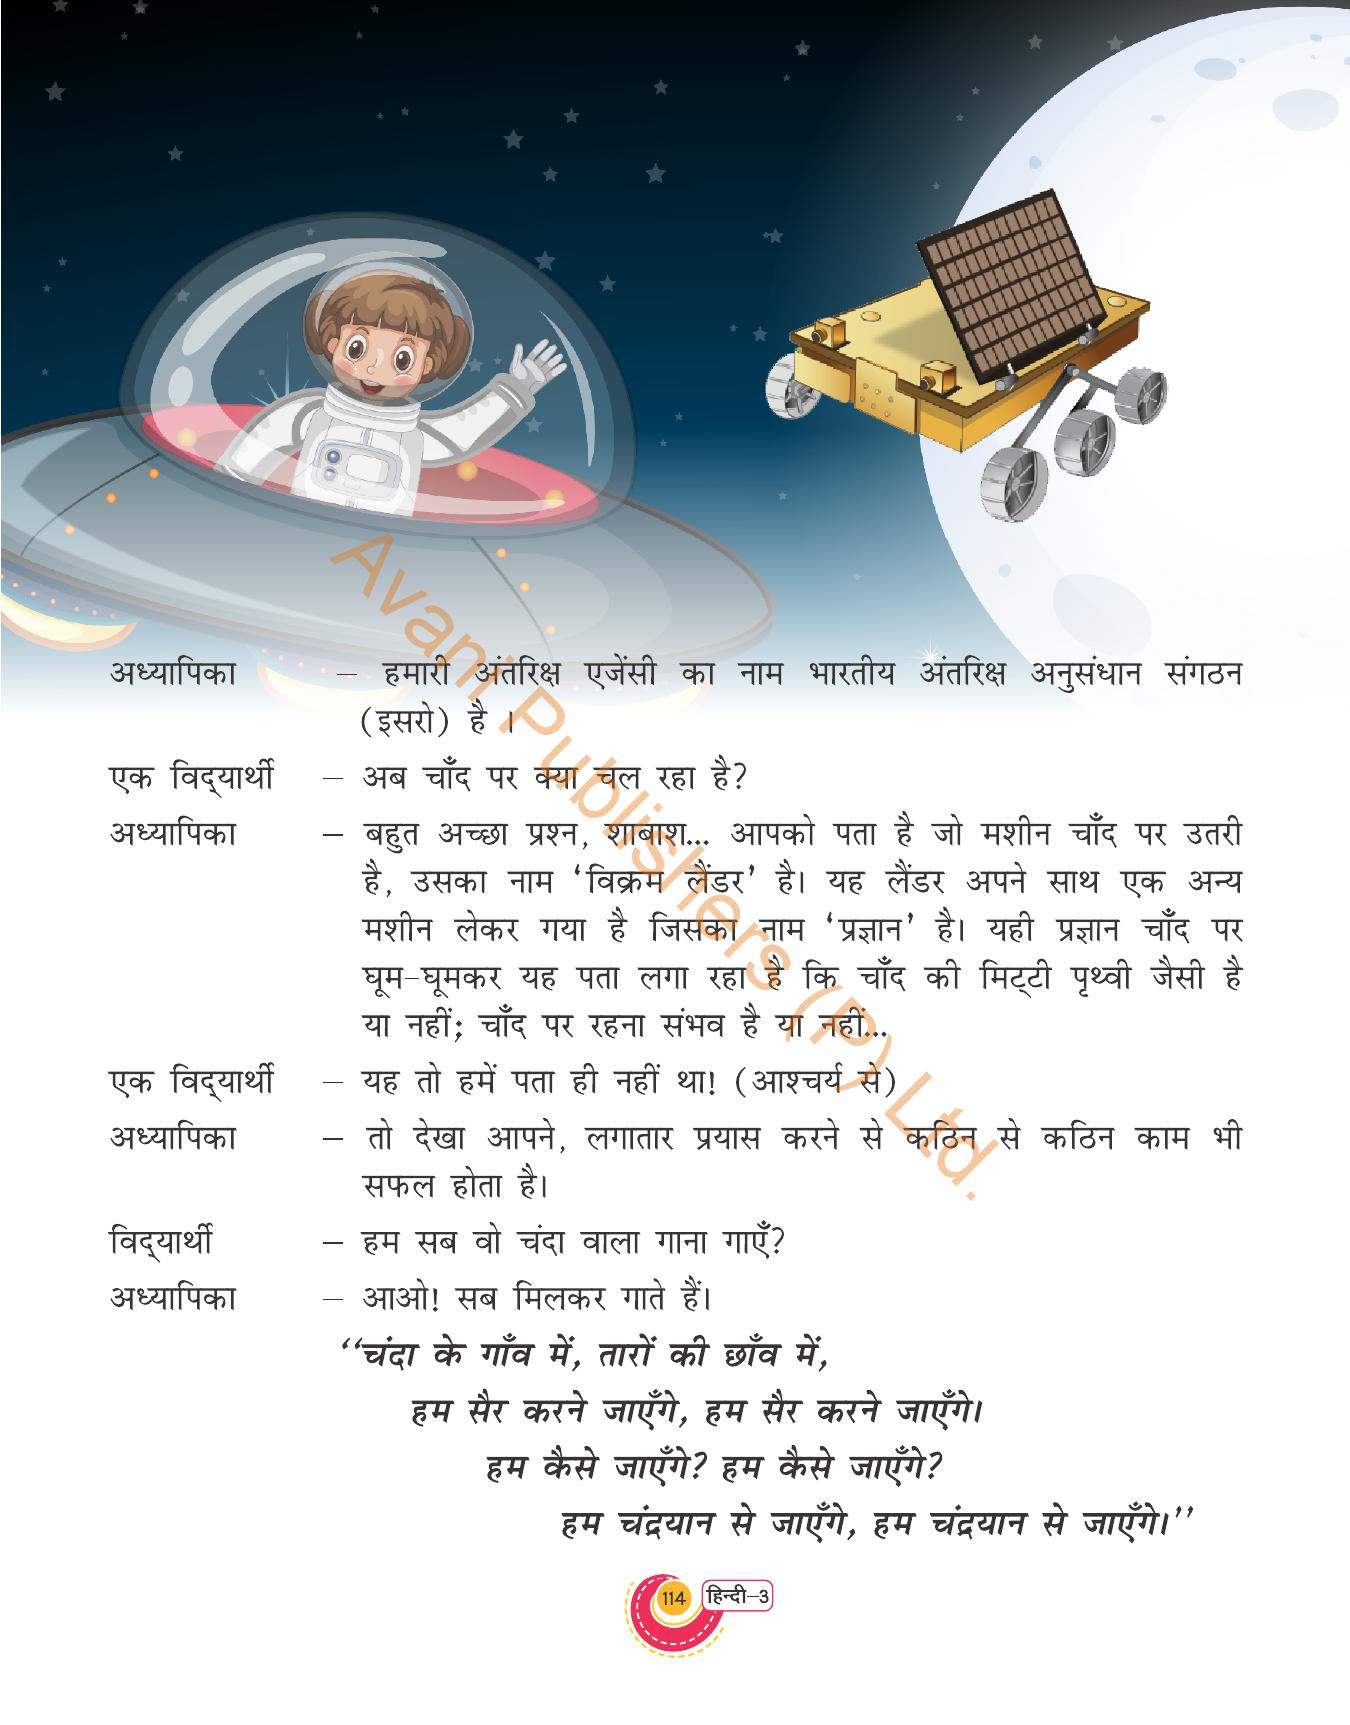 अध्यापिका – हमारी अंतरिक्ष एजेंसी का नाम भारतीय अंतरिक्ष अनुसंधान संगठन
(इसरो) है ।
एक विद्‌यार्थी – अब चाँद पर क्या चल रहा है?
अध्यापिका – बहुत अच्छा प्रश्न, शाबाश... आपको पता है जो मशीन चाँद पर उतरी
है, उसका नाम ‘विक्रम लैंडर’ है। यह लैंडर अपने साथ एक अन्य
मशीन लेकर गया है जिसका नाम ‘प्रज्ञान’ है। यही प्रज्ञान चाँद पर
घूम-घूमकर यह पता लगा रहा है कि चाँद की मिट्‌टी पृथ्वी जैसी है
या नहीं; चाँद पर रहना संभव है या नहीं...
एक विद्‌यार्थी – यह तो हमें पता ही नहीं था! (आश्चर्य से)
अध्यापिका – तो देखा आपने, लगातार प्रयास करने से कठिन से कठिन काम भी
सफल होता है।
विद्‌यार्थी – हम सब वो चंदा वाला गाना गाएँ?
अध्यापिका – आओ! सब मिलकर गाते हैं।
‘‘चंदा के गाँव में, तारों की छाँव में,
हम सैर करने जाएँगे, हम सैर करने जाएँगे।
हम कैसे जाएँगे? हम कैसे जाएँगे?
हम चंद्रयान से जाएँगे, हम चंद्रयान से जाएँगे।’’
114 हिन्दी–3
Avani Publishers (P) Ltd.